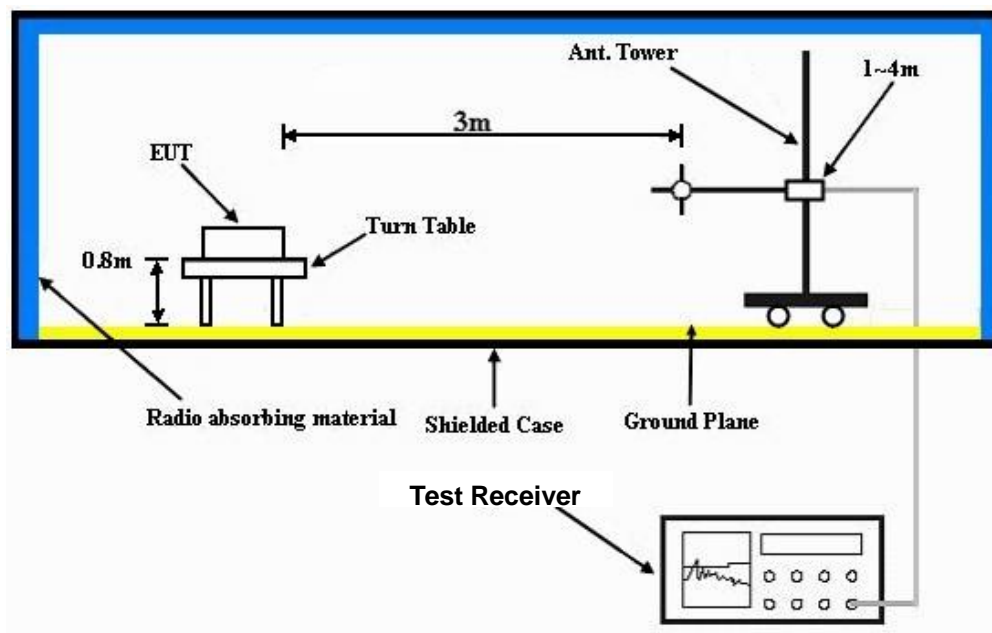 Ant. Tower
1~4m
3m
EUT
Turn Table
0.8m
Radio absorbing material
Shielded Case
Ground Plane
Test Receiver